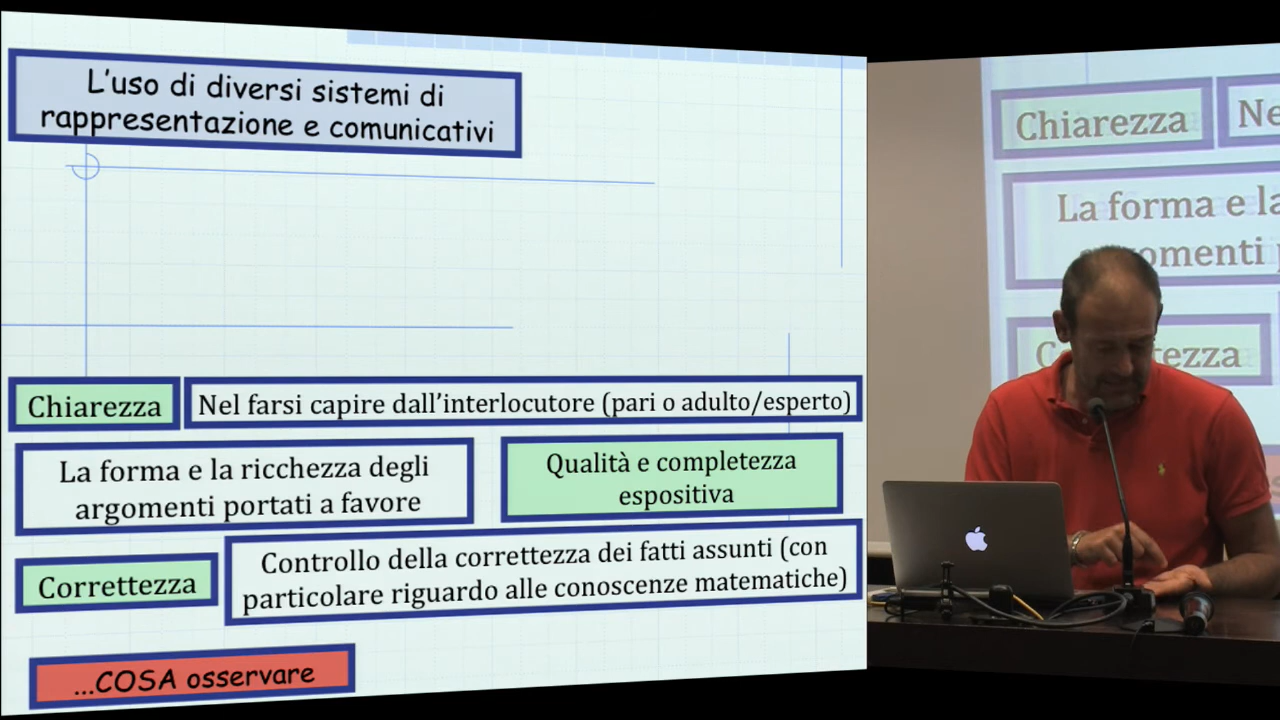 L'uso di diversi sistemi di
rappresentazione e comunicativi
Chiarezza
Nel farsi capire dall'interlocutore (pari o adulto/esperto)
La forma e la ricchezza degli
argomenti portati a favore
Qualità e completezza
espositiva
Correttezza
Controllo della correttezza dei fatti assunti (con
particolare riguardo alle conoscenze matematiche)
...COSA osservare
Chiarezza
Ne
La forma e la